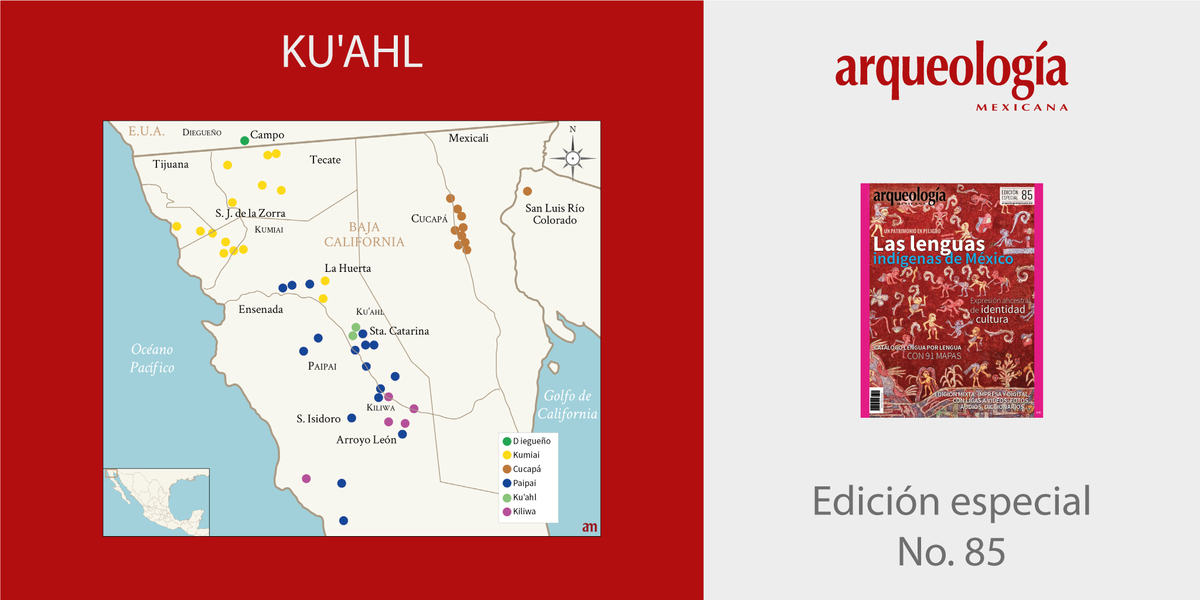 KU'AHL
E.U.A.
DIEGUEÑO
Campo
Mexicali
N
Tijuana
Tecate
S. J. de la Zorra
KUMIAI
CUCAPÁ
San Luis Río
Colorado
BAJA
CALIFORNIA
La Huerta
Ensenada
KU'AHL
Sta. Catarina
Océano
Pacífico
PAIPAI
KILIWA
Golfo de
California
S. Isidoro
Arroyo León
Diegueño
Kumiai
Cucapá
Paipai
Ku'ahl
Kiliwa
am
arqueología
MEXICANA
arqueología
MEXICANA
EDICIÓN
ESPECIAL
85
UN PATRIMONIO EN PELIGRO
Las lenguas
indígenas de México
Expresión ancestral
de identidad
cultura
CATÁLOGO LENGUA POR LENGUA
CON 91 MAPAS
EDICIÓN MIXTA: IMPRESA Y DIGITAL,
CON LIGAS A VIDEOS, FOTOS,
AUDIOS, DICCIONARIOS...
Edición especial
No. 85